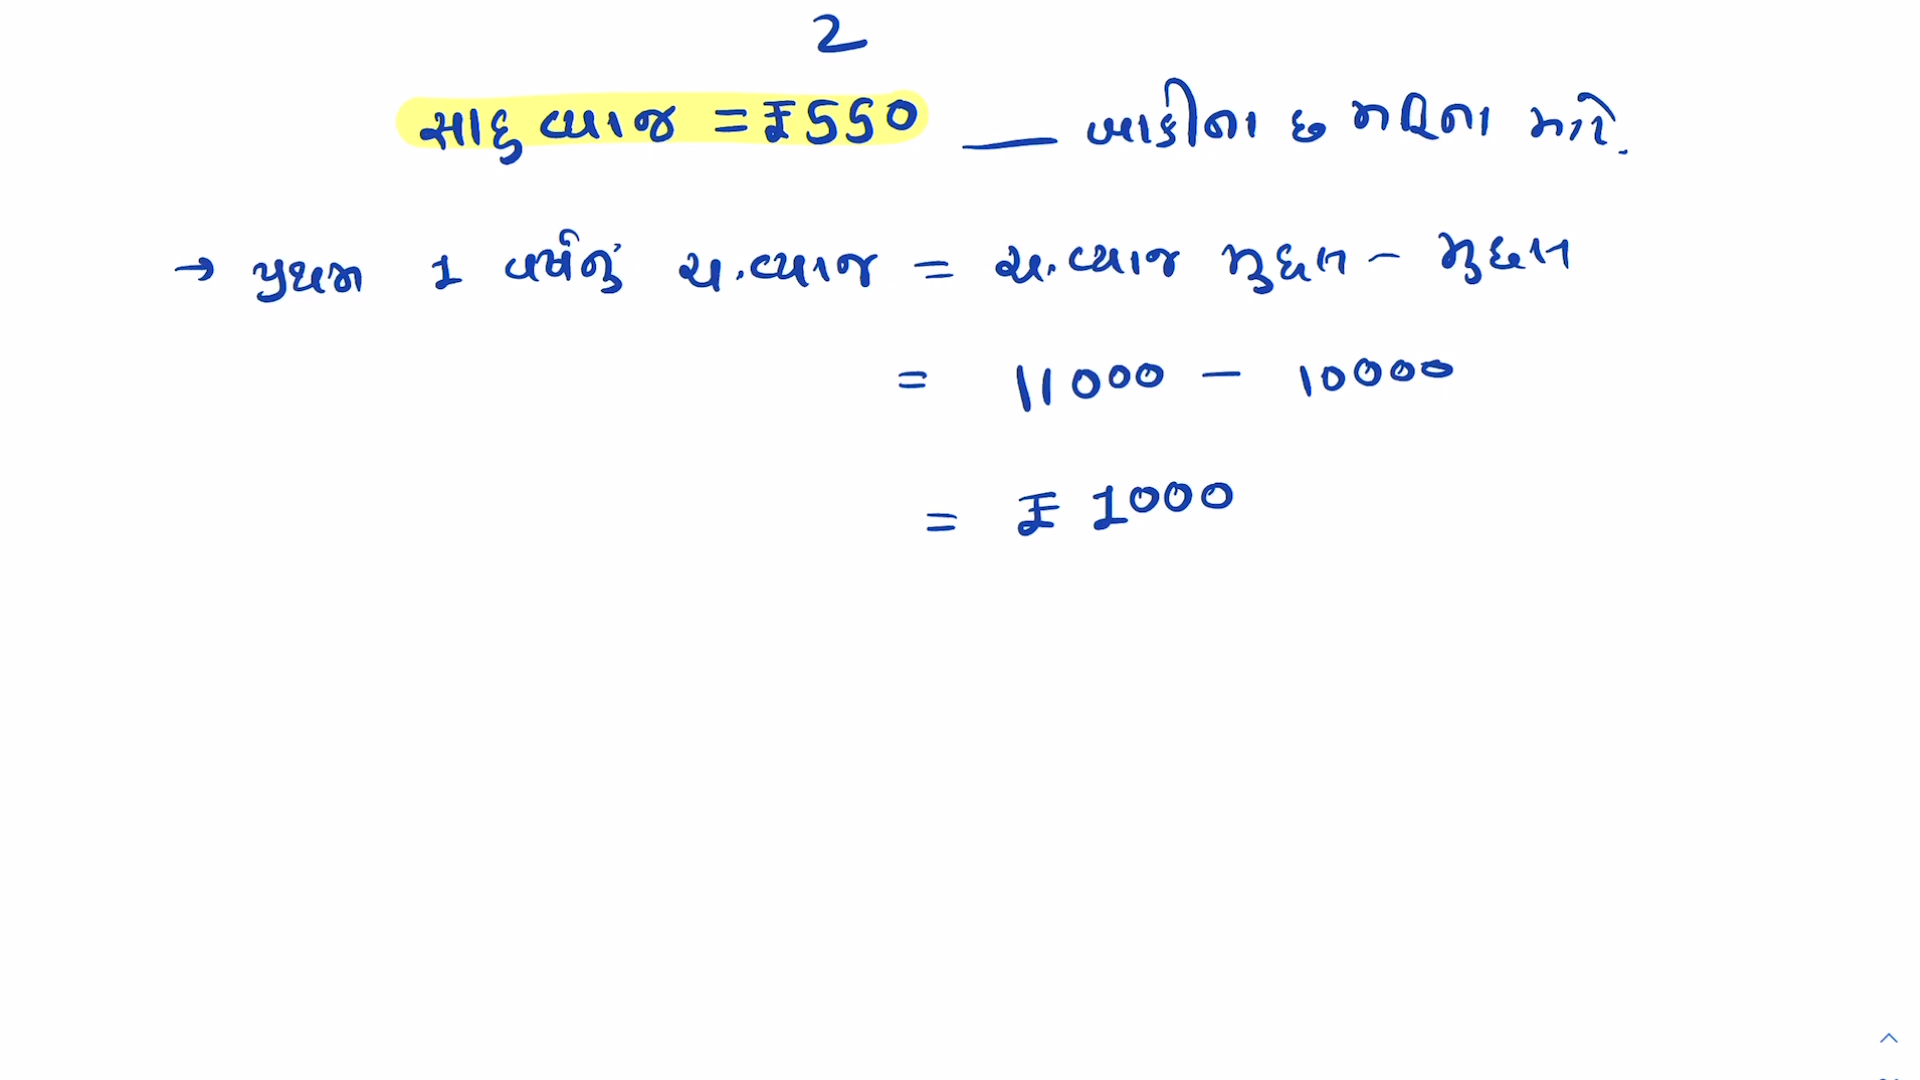 2
સાદુ વ્યાજ = ₹550 — બાકીના છ મહિના માટે.
→ પ્રથમ 1 વર્ષનું ચ.વ્યાજ = ચ.વ્યાજ મુદ્દલ - મુદ્દલ
= 11000 - 10000
= ₹ 1000